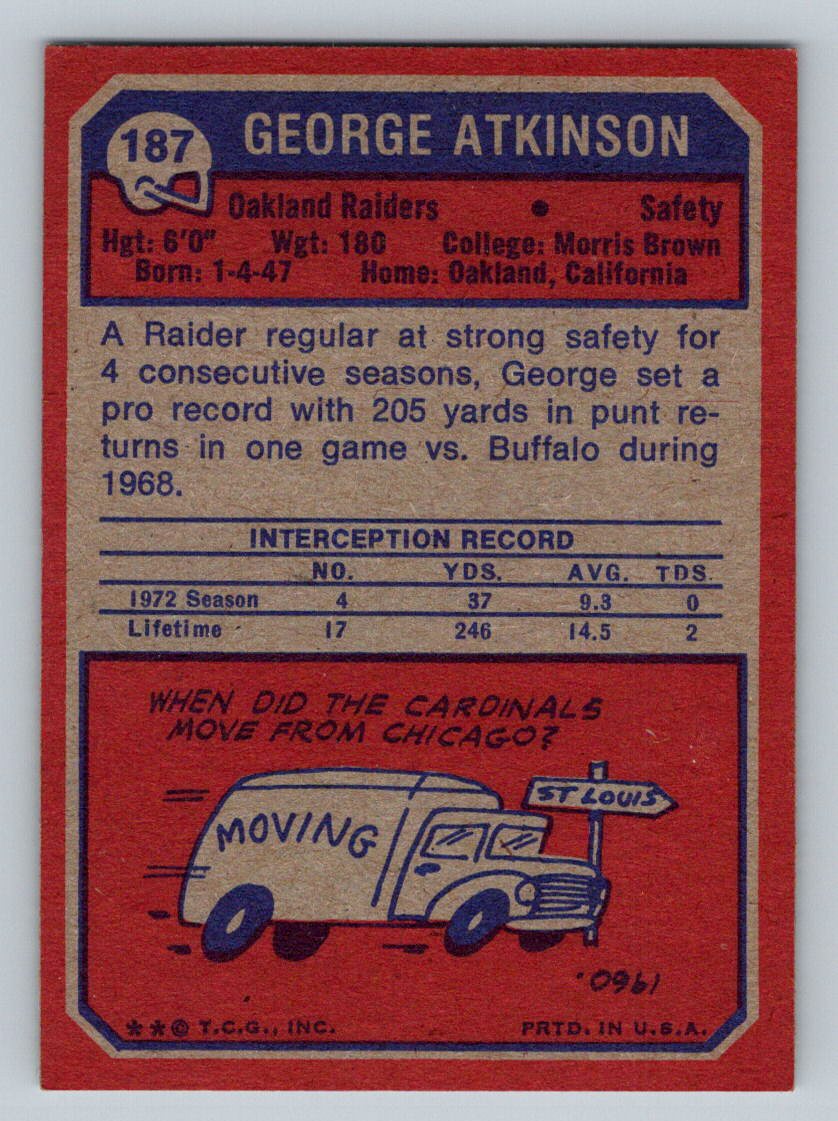 187
GEORGE ATKINSON
Oakland Raiders • Safety
Hgt: 6'0" Wgt: 180 College: Morris Brown
Born: 1-4-47 Home: Oakland, California
A Raider regular at strong safety for
4 consecutive seasons, George set a
pro record with 205 yards in punt re-
turns in one game vs. Buffalo during
1968.
INTERCEPTION RECORD
NO. YDS. AVG. TDS.
1972 Season 4 37 9.3 0
Lifetime 17 246 14.5 2
WHEN DID THE CARDINALS
MOVE FROM CHICAGO?
ST LOUIS
MOVING
1960.
**© T.C.G., INC. PRTD. IN U.S.A.